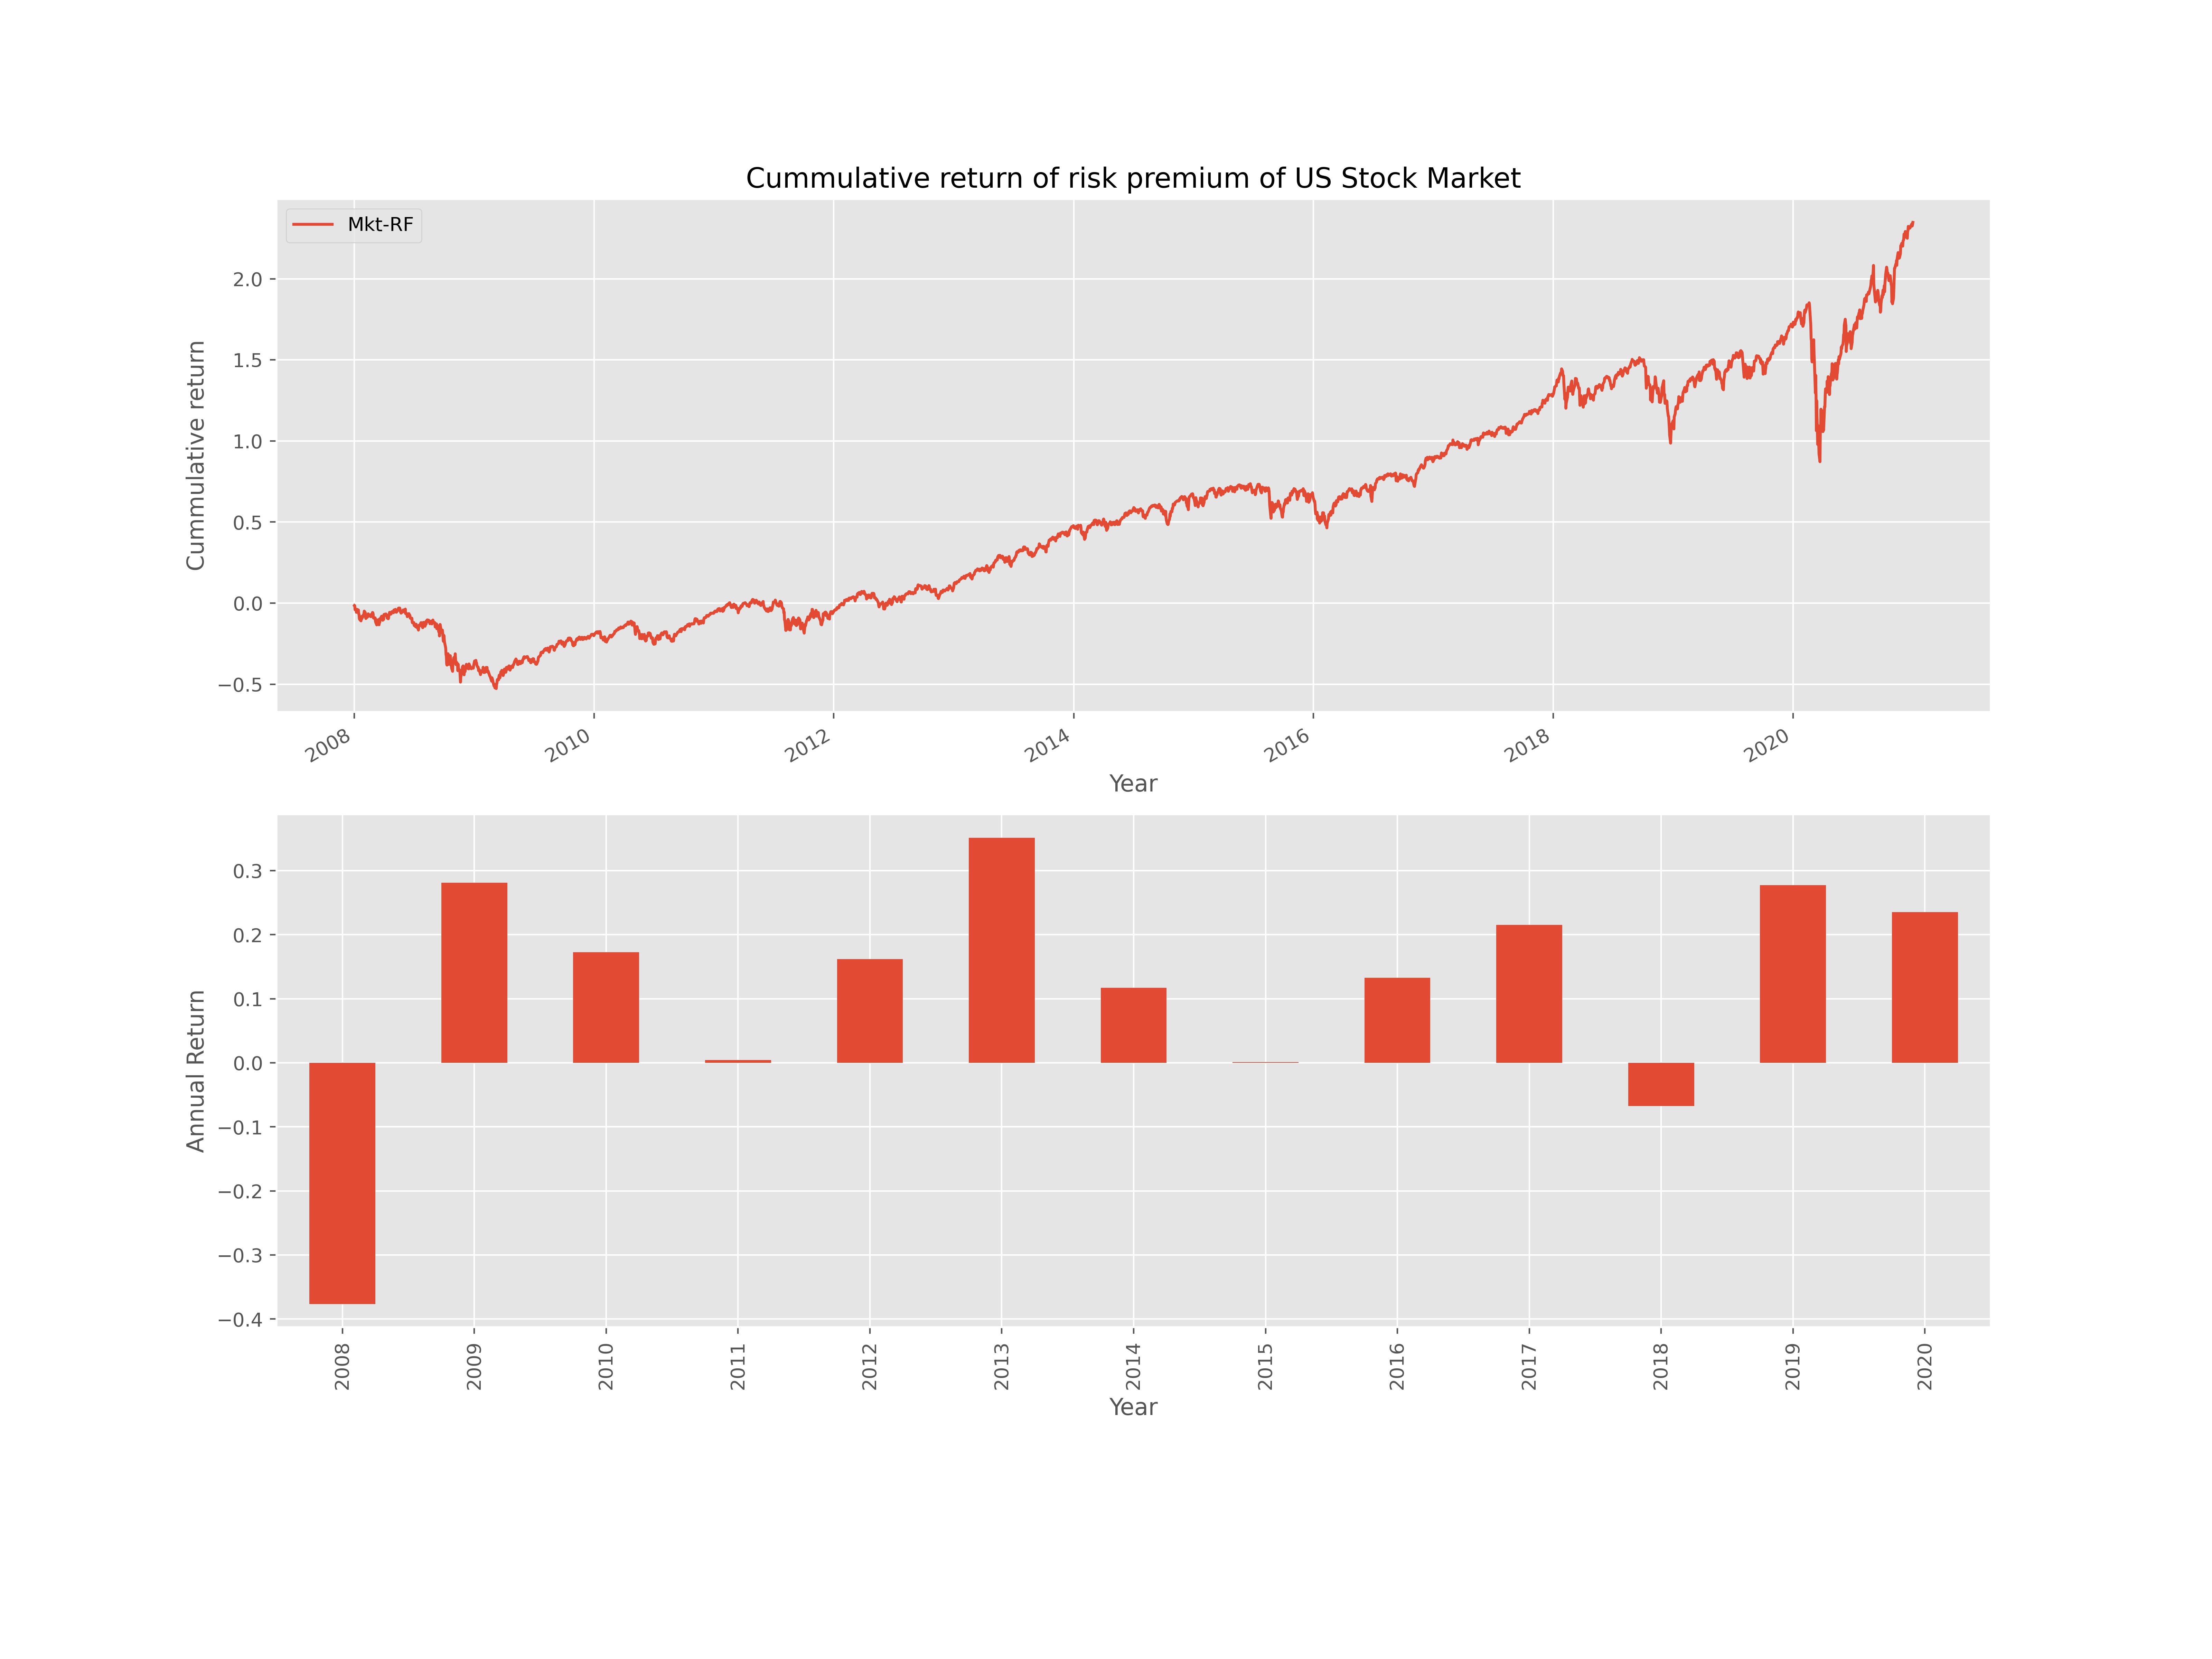 Cummulative return of risk premium of US Stock Market
Mkt-RF
Cummulative return
2.0
1.5
1.0
0.5
0.0
−0.5
2008 2010 2012 2014 2016 2018 2020
Year
Annual Return
0.3
0.2
0.1
0.0
−0.1
−0.2
−0.3
−0.4
2008 2009 2010 2011 2012 2013 2014 2015 2016 2017 2018 2019 2020
Year